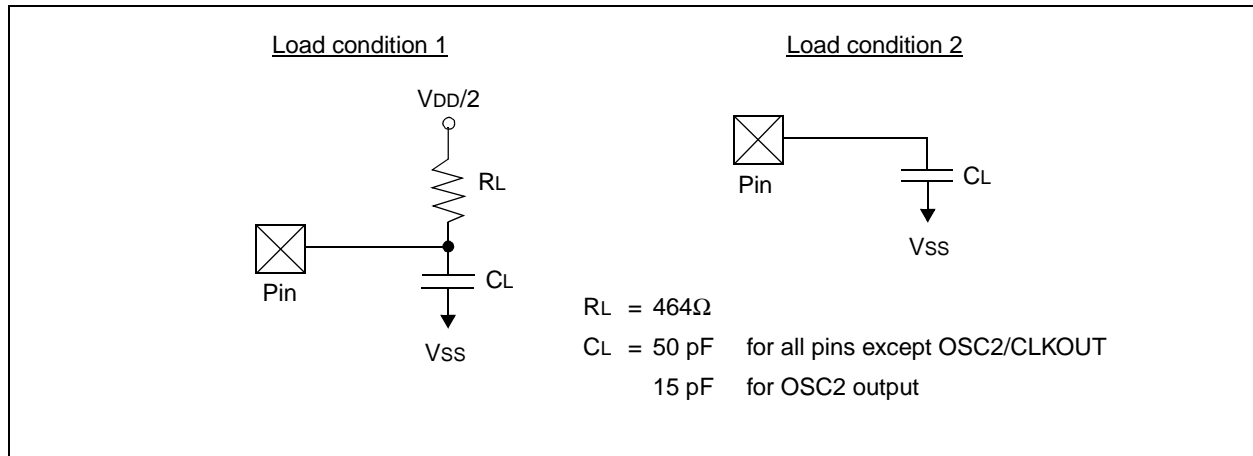 Load condition 1
VDD/2
RL
Pin
CL
VSS
Load condition 2
Pin
CL
VSS
RL = 464Ω
CL = 50 pF for all pins except OSC2/CLKOUT
15 pF for OSC2 output